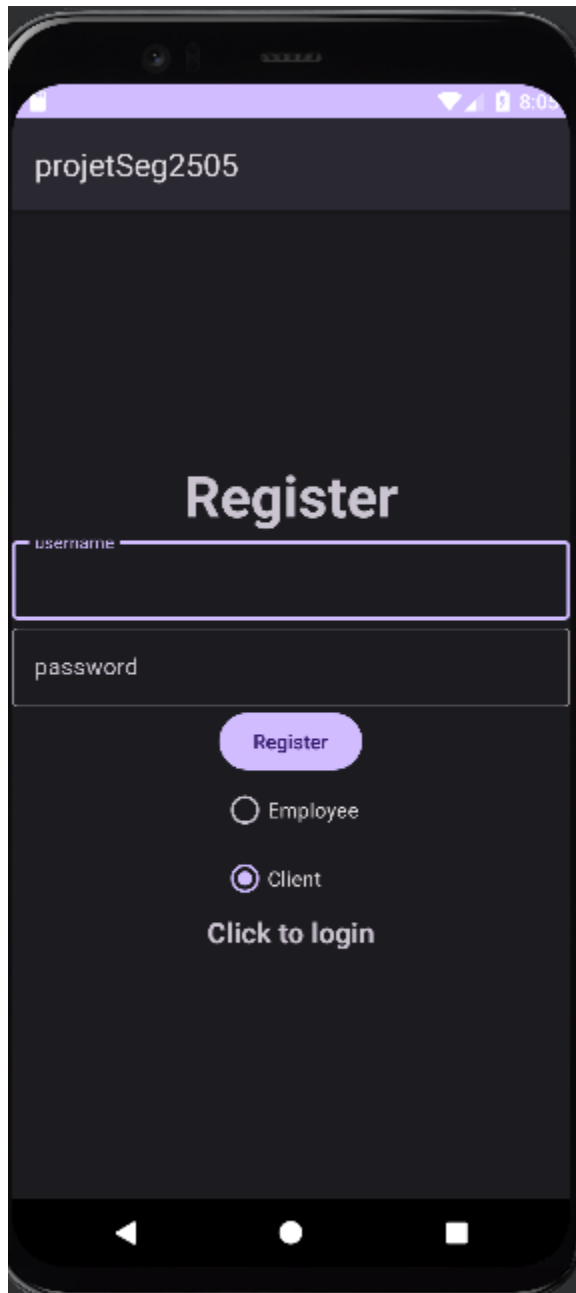 8:05
projetSeg2505
Register
username
password
Register
Employee
Client
Click to login